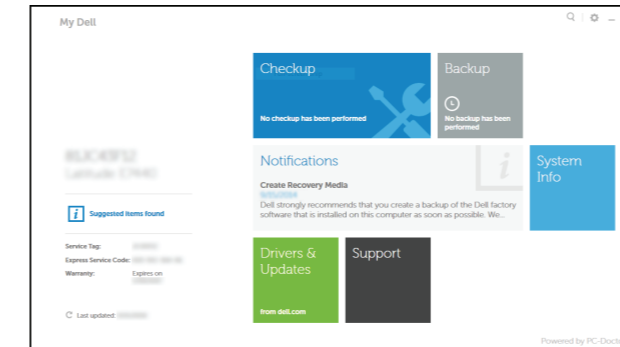 My Dell
Checkup
No checkup has been performed
Backup
No backup has been
performed
Notifications
Create Recovery Media
Dell strongly recommends that you create a backup of the Dell factory
software that is installed on this computer as soon as possible. We...
System
Info
Suggested items found
Service Tag:
Express Service Code:
Warranty:
Expires on
Last updated:
Drivers &
Updates
from dell.com
Support
Powered by PC-Docto